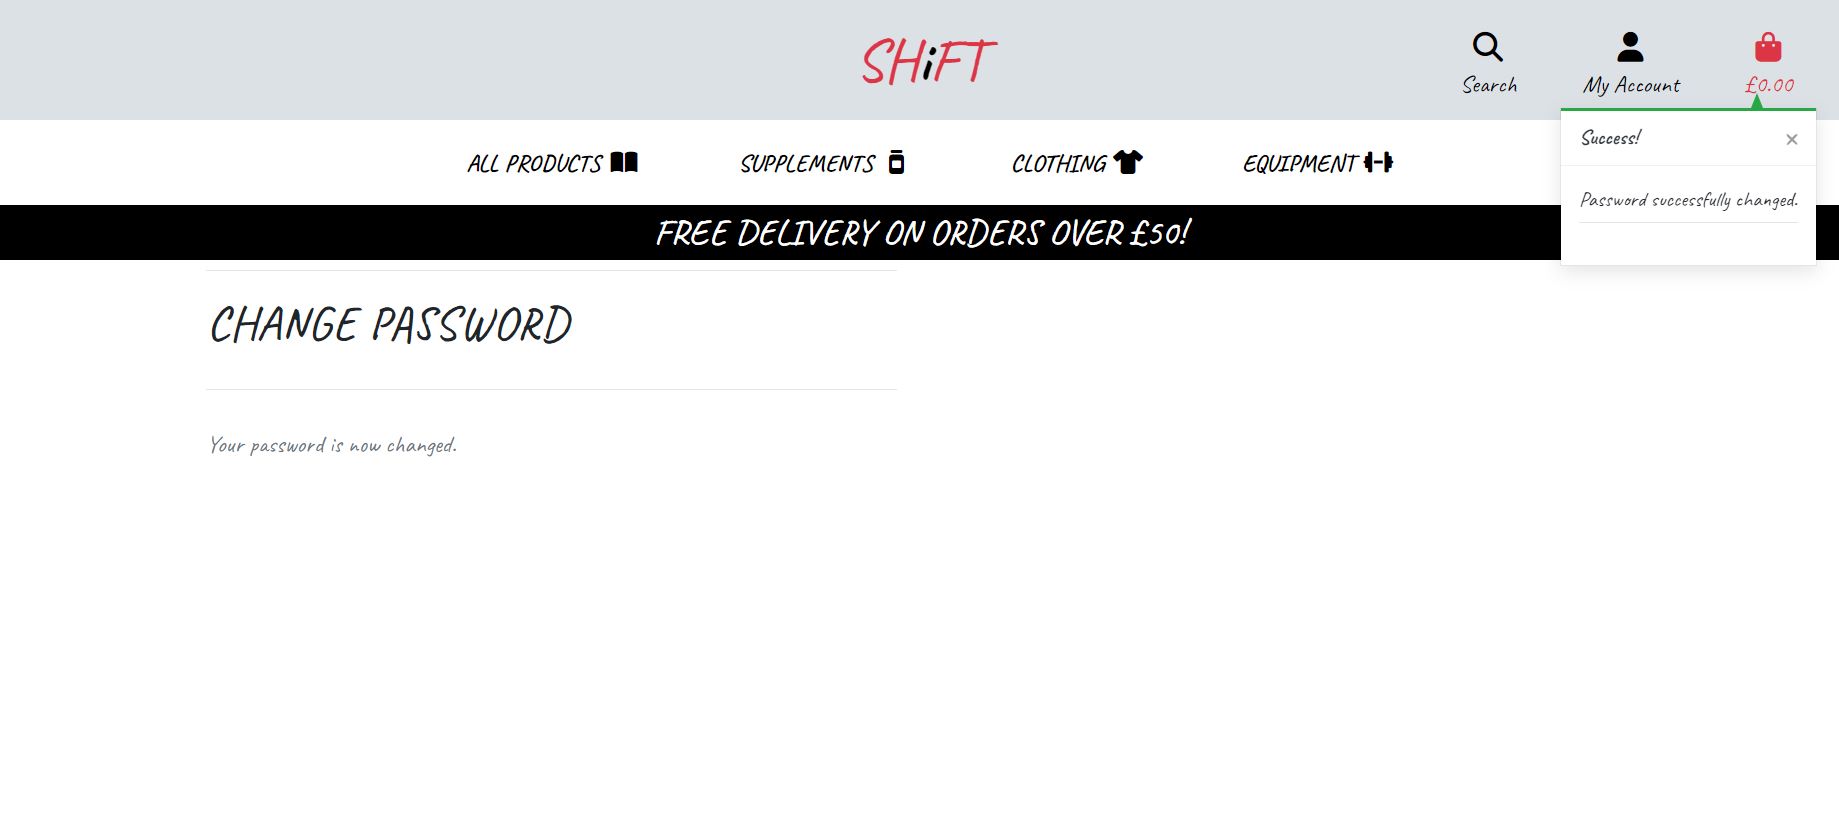 SHiFT
Search
My Account
£0.00
Success!
×
Password successfully changed.
ALL PRODUCTS
SUPPLEMENTS
CLOTHING
EQUIPMENT
FREE DELIVERY ON ORDERS OVER £50!
CHANGE PASSWORD
Your password is now changed.